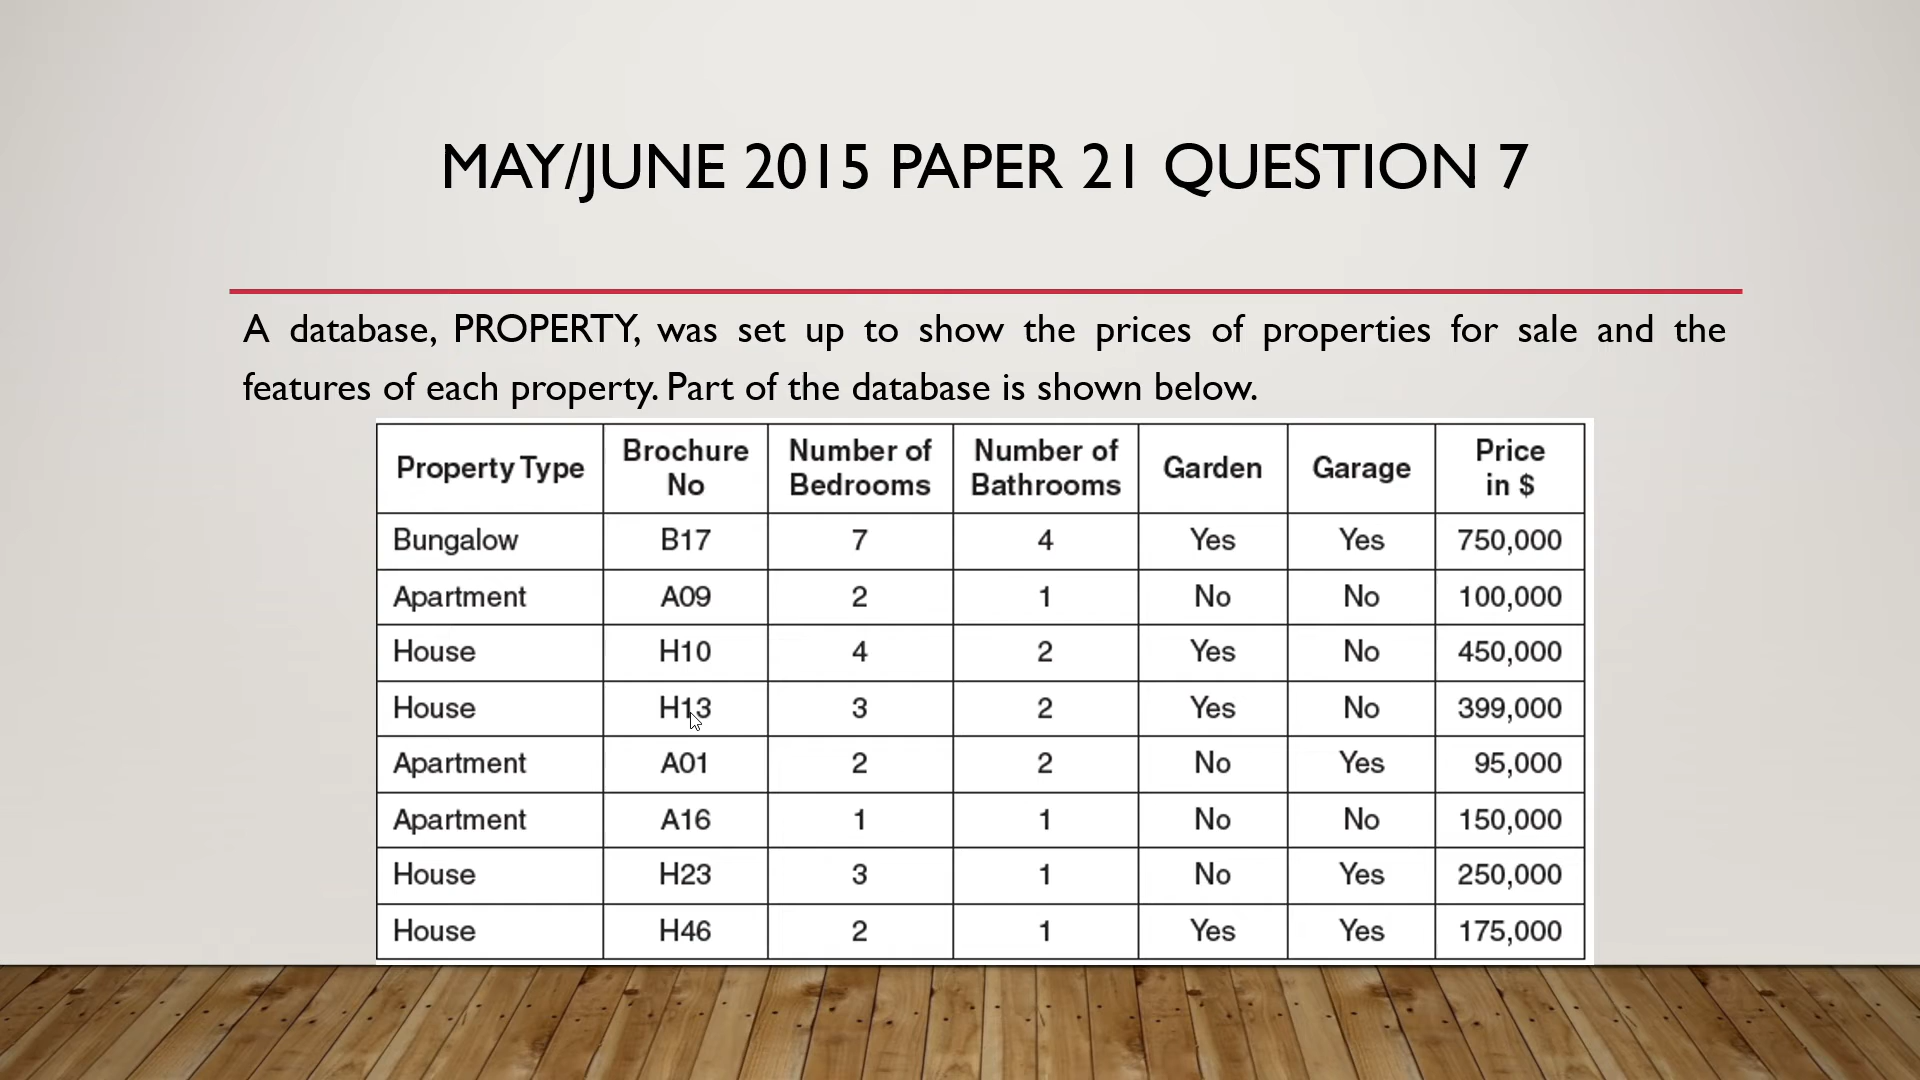 MAY/JUNE 2015 PAPER 21 QUESTION 7
A database, PROPERTY, was set up to show the prices of properties for sale and the
features of each property. Part of the database is shown below.
Property Type Brochure No Number of Bedrooms Number of Bathrooms Garden Garage Price in $
Bungalow B17 7 4 Yes Yes 750,000
Apartment A09 2 1 No No 100,000
House H10 4 2 Yes No 450,000
House H13 3 2 Yes No 399,000
Apartment A01 2 2 No Yes 95,000
Apartment A16 1 1 No No 150,000
House H23 3 1 No Yes 250,000
House H46 2 1 Yes Yes 175,000